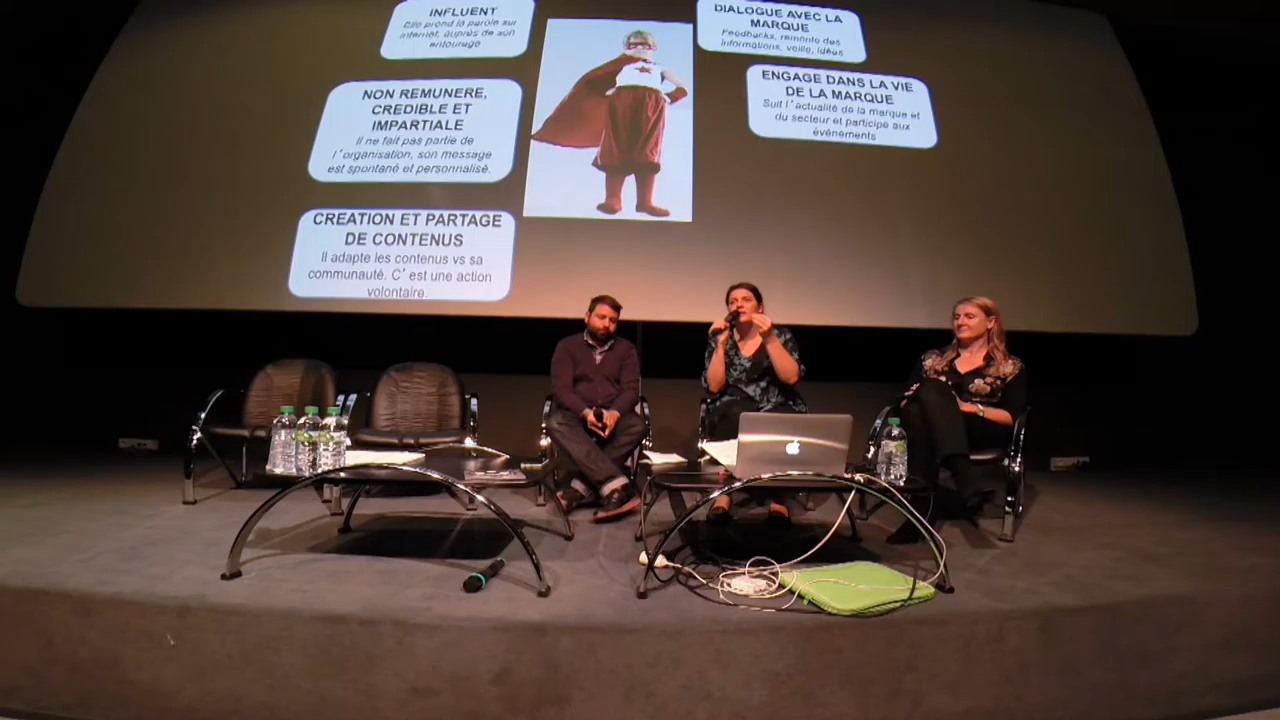 INFLUENT
Elle prend la parole sur
internet, auprès de son
entourage
NON REMUNERE,
CREDIBLE ET
IMPARTIALE
Il ne fait pas partie de
l'organisation, son message
est spontané et personnalisé.
CREATION ET PARTAGE
DE CONTENUS
Il adapte les contenus vs sa
communauté. C'est une action
volontaire.
DIALOGUE AVEC LA
MARQUE
Feedbacks, remonte des
informations, veille, idées
ENGAGE DANS LA VIE
DE LA MARQUE
Suit l'actualité de la marque et
du secteur et participe aux
événements